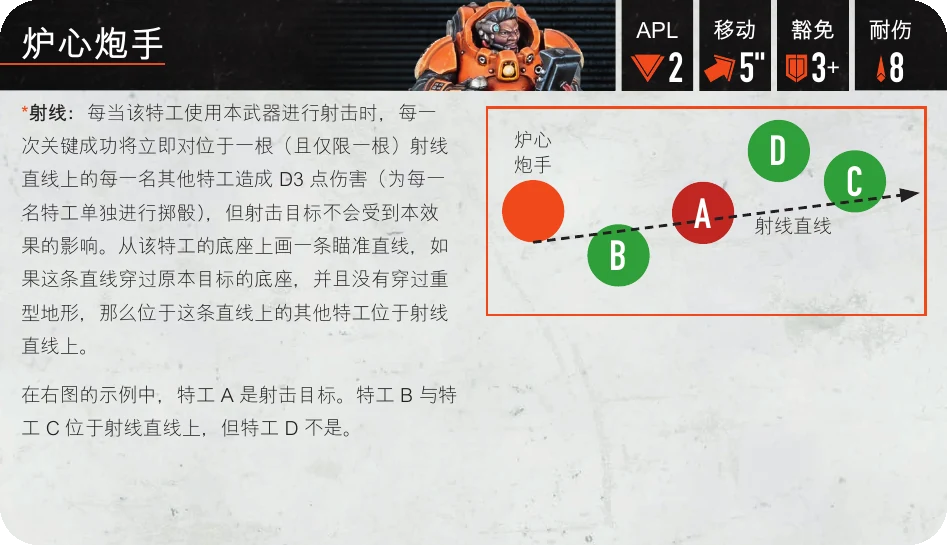 炉心炮手
APL
2
移动
5"
豁免
3+
耐伤
8
*射线：每当该特工使用本武器进行射击时，每一
次关键成功将立即对位于一根（且仅限一根）射线
直线上的每一名其他特工造成 D3 点伤害（为每一
名特工单独进行掷骰），但射击目标不会受到本效
果的影响。从该特工的底座上画一条瞄准直线，如
果这条直线穿过原本目标的底座，并且没有穿过重
型地形，那么位于这条直线上的其他特工位于射线
直线上。
在右图的示例中，特工 A 是射击目标。特工 B 与特
工 C 位于射线直线上，但特工 D 不是。
炉心
炮手
B
A
D
C
射线直线